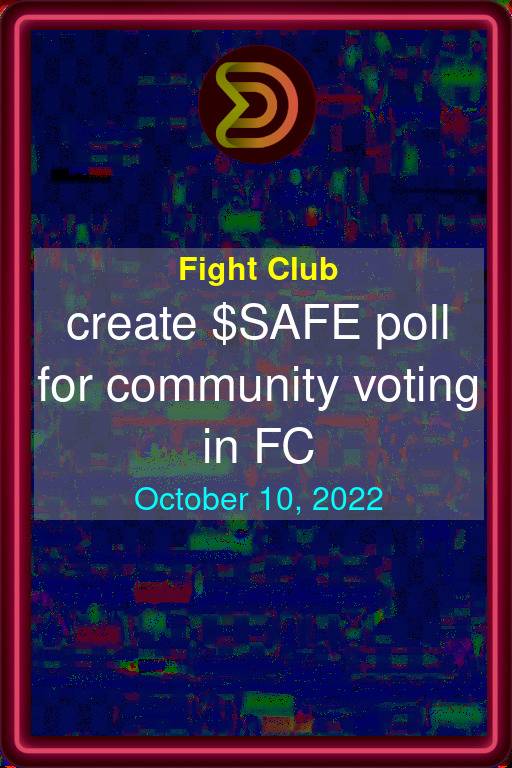 Fight Club
create $SAFE poll
for community voting
in FC
October 10, 2022